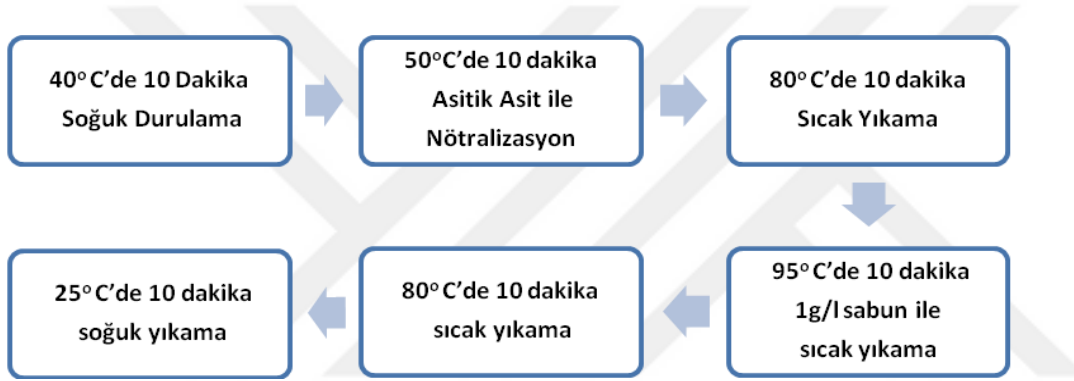 40°C’de 10 Dakika
Soğuk Durulama
50°C’de 10 dakika
Asitik Asit ile
Nötralizasyon
80°C’de 10 dakika
Sıcak Yıkama
95°C’de 10 dakika
1g/l sabun ile
sıcak yıkama
80°C’de 10 dakika
sıcak yıkama
25°C’de 10 dakika
soğuk yıkama